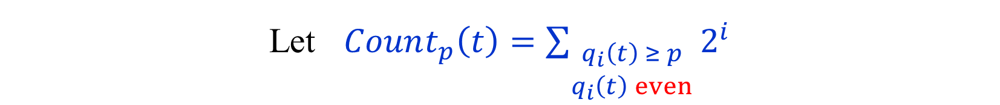 Let Count_p(t) = ∑ q_i(t) ≥ p 2^i
q_i(t) even